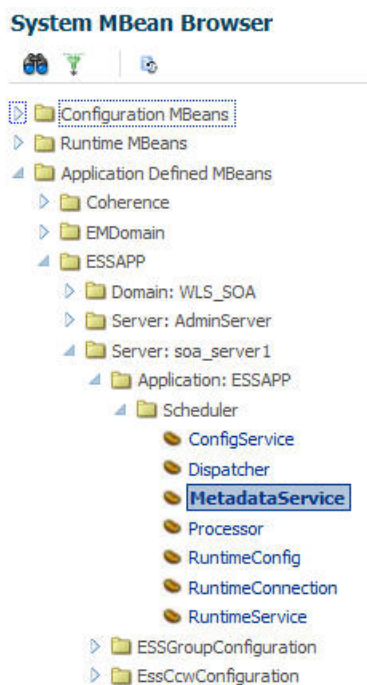 System MBean Browser
Configuration MBeans
Runtime MBeans
Application Defined MBeans
Coherence
EMDomain
ESSAPP
Domain: WLS_SOA
Server: AdminServer
Server: soa_server1
Application: ESSAPP
Scheduler
ConfigService
Dispatcher
MetadataService
Processor
RuntimeConfig
RuntimeConnection
RuntimeService
ESSGroupConfiguration
EssCcwConfiguration